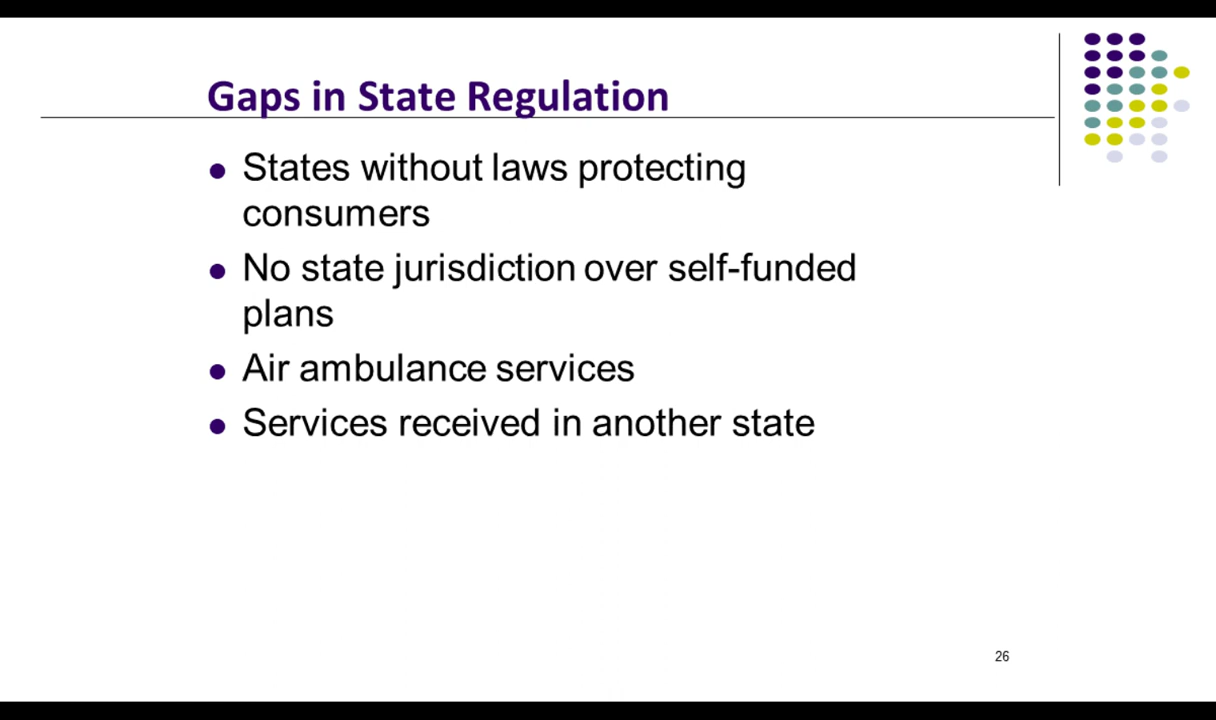 Gaps in State Regulation
States without laws protecting
consumers
No state jurisdiction over self-funded
plans
Air ambulance services
Services received in another state
26